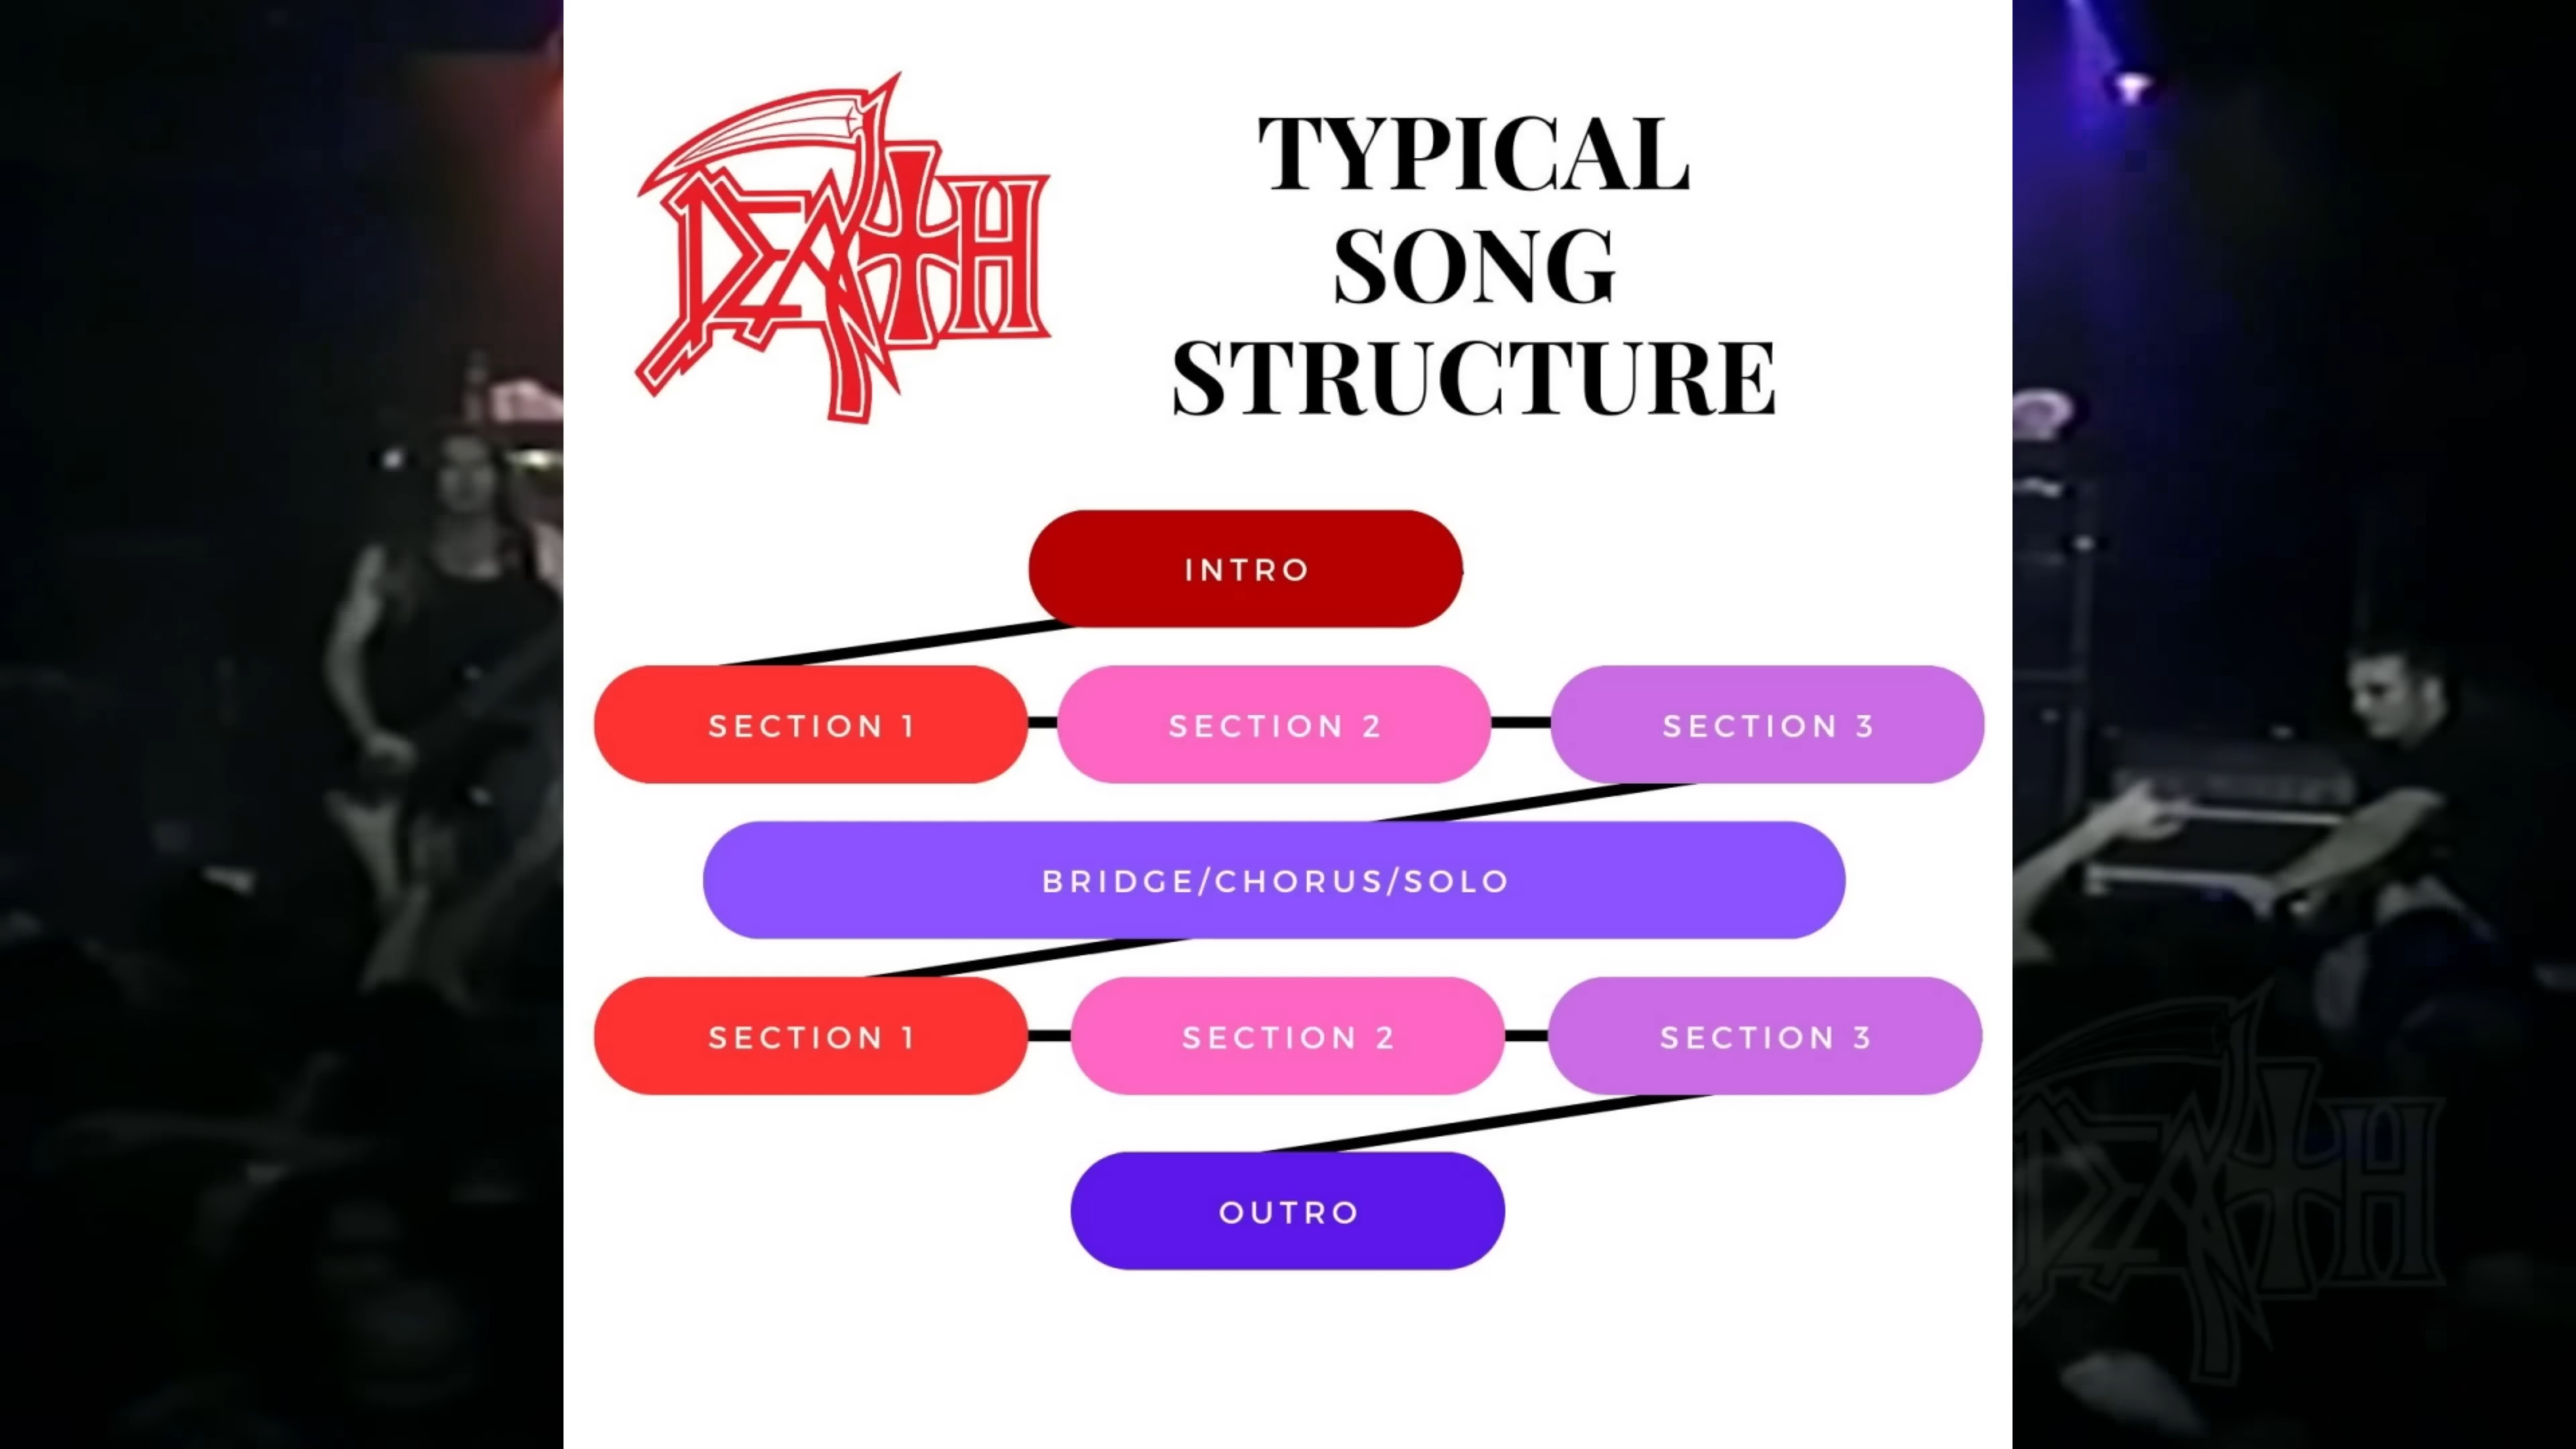 DEATH
TYPICAL
SONG
STRUCTURE
INTRO
SECTION 1
SECTION 2
SECTION 3
BRIDGE/CHORUS/SOLO
SECTION 1
SECTION 2
SECTION 3
OUTRO
DEATH